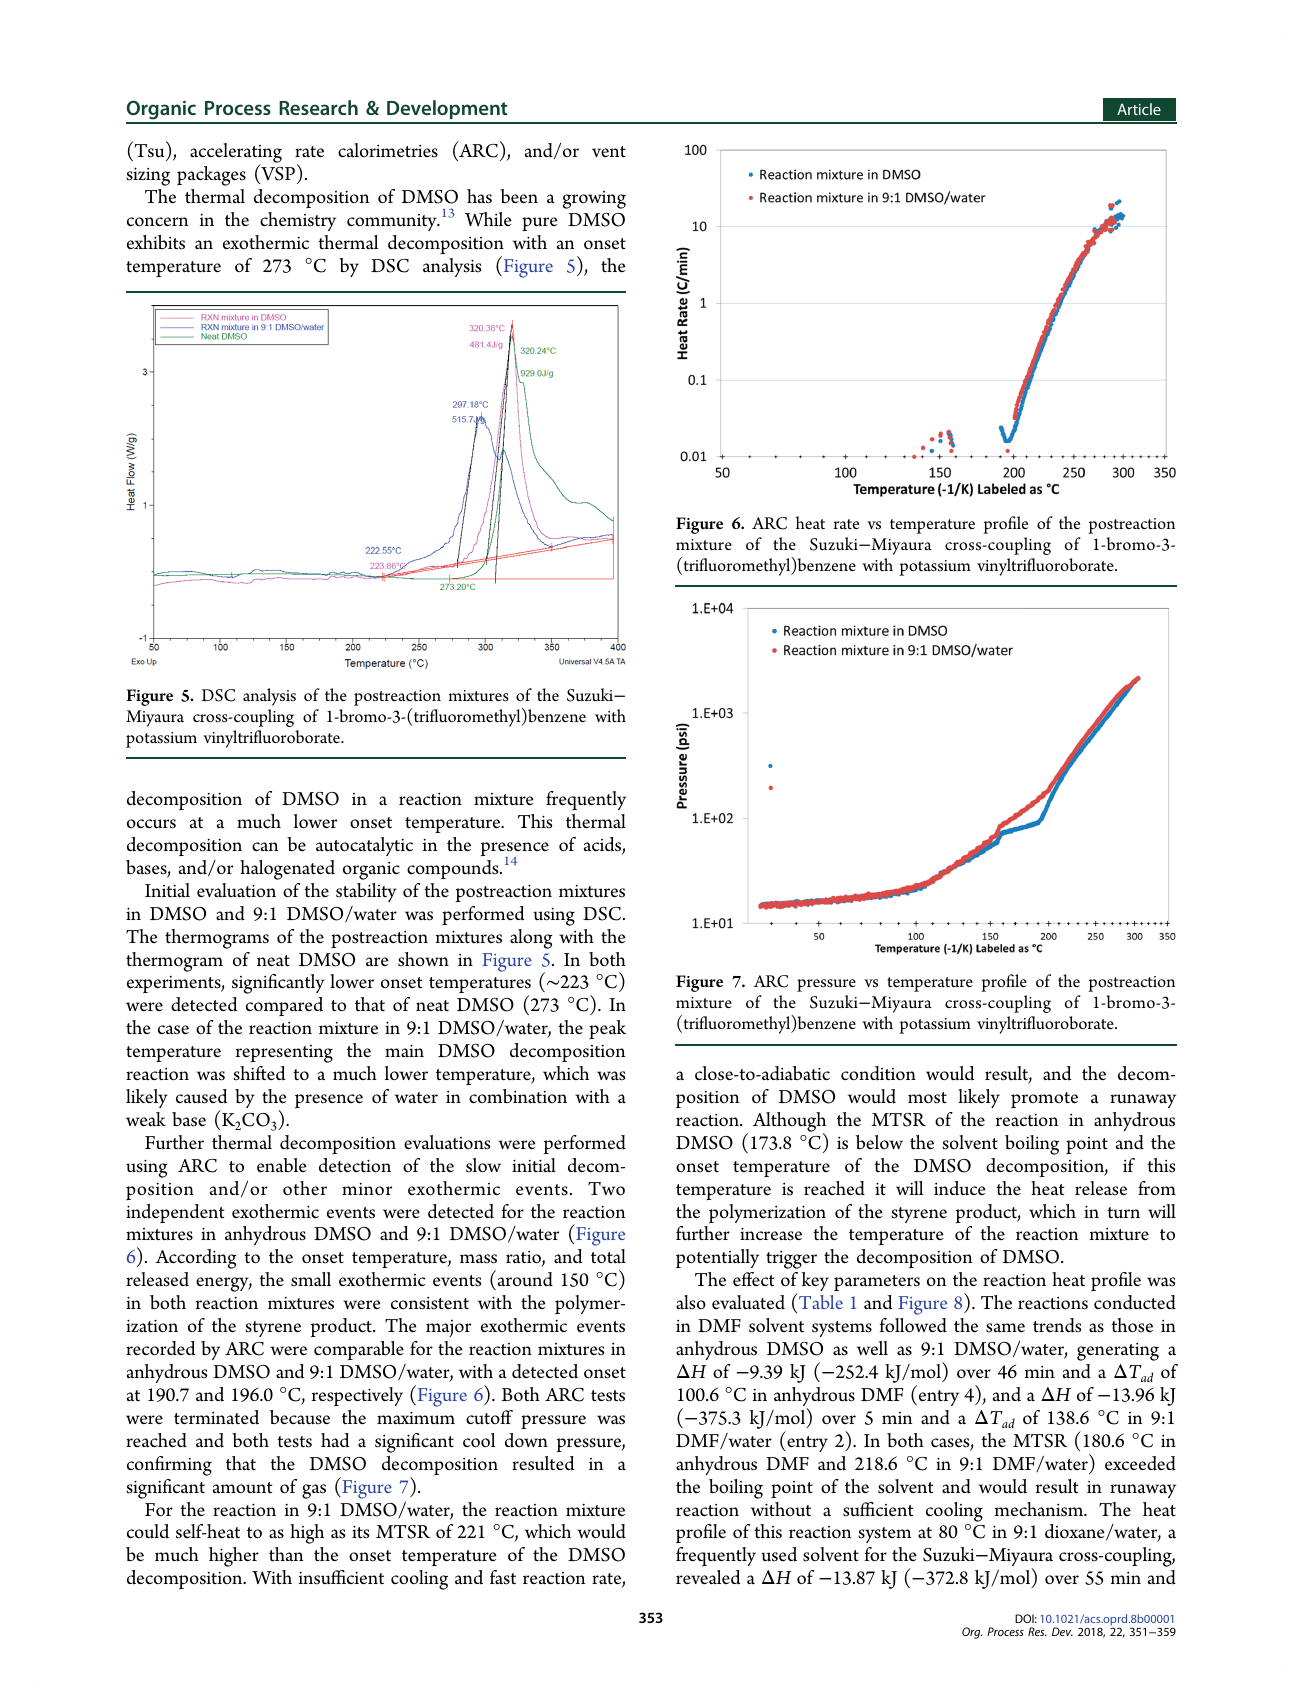 Organic Process Research & Development
Article
(Tsu), accelerating rate calorimetries (ARC), and/or vent
sizing packages (VSP).
The thermal decomposition of DMSO has been a growing
concern in the chemistry community.13 While pure DMSO
exhibits an exothermic thermal decomposition with an onset
temperature of 273 °C by DSC analysis (Figure 5), the
RXN mixture in DMSO
RXN mixture in 9:1 DMSO/water
Neat DMSO
320.38°C
481.4J/g
320.24°C
929.0J/g
297.18°C
515.7J/g
222.55°C
223.86°C
273.20°C
3
1
-1
Heat Flow (W/g)
50 100 150 200 250 300 350 400
Exo Up
Temperature (°C)
Universal V4.5A TA
Figure 5. DSC analysis of the postreaction mixtures of the Suzuki−
Miyaura cross-coupling of 1-bromo-3-(trifluoromethyl)benzene with
potassium vinyltrifluoroborate.
decomposition of DMSO in a reaction mixture frequently
occurs at a much lower onset temperature. This thermal
decomposition can be autocatalytic in the presence of acids,
bases, and/or halogenated organic compounds.14
Initial evaluation of the stability of the postreaction mixtures
in DMSO and 9:1 DMSO/water was performed using DSC.
The thermograms of the postreaction mixtures along with the
thermogram of neat DMSO are shown in Figure 5. In both
experiments, significantly lower onset temperatures (~223 °C)
were detected compared to that of neat DMSO (273 °C). In
the case of the reaction mixture in 9:1 DMSO/water, the peak
temperature representing the main DMSO decomposition
reaction was shifted to a much lower temperature, which was
likely caused by the presence of water in combination with a
weak base (K2CO3).
Further thermal decomposition evaluations were performed
using ARC to enable detection of the slow initial decom-
position and/or other minor exothermic events. Two
independent exothermic events were detected for the reaction
mixtures in anhydrous DMSO and 9:1 DMSO/water (Figure
6). According to the onset temperature, mass ratio, and total
released energy, the small exothermic events (around 150 °C)
in both reaction mixtures were consistent with the polymer-
ization of the styrene product. The major exothermic events
recorded by ARC were comparable for the reaction mixtures in
anhydrous DMSO and 9:1 DMSO/water, with a detected onset
at 190.7 and 196.0 °C, respectively (Figure 6). Both ARC tests
were terminated because the maximum cutoff pressure was
reached and both tests had a significant cool down pressure,
confirming that the DMSO decomposition resulted in a
significant amount of gas (Figure 7).
For the reaction in 9:1 DMSO/water, the reaction mixture
could self-heat to as high as its MTSR of 221 °C, which would
be much higher than the onset temperature of the DMSO
decomposition. With insufficient cooling and fast reaction rate,
100
10
1
0.1
0.01
Heat Rate (C/min)
Reaction mixture in DMSO
Reaction mixture in 9:1 DMSO/water
50 100 150 200 250 300 350
Temperature (-1/K) Labeled as °C
Figure 6. ARC heat rate vs temperature profile of the postreaction
mixture of the Suzuki−Miyaura cross-coupling of 1-bromo-3-
(trifluoromethyl)benzene with potassium vinyltrifluoroborate.
1.E+04
1.E+03
1.E+02
1.E+01
Pressure (psi)
Reaction mixture in DMSO
Reaction mixture in 9:1 DMSO/water
50 100 150 200 250 300 350
Temperature (-1/K) Labeled as °C
Figure 7. ARC pressure vs temperature profile of the postreaction
mixture of the Suzuki−Miyaura cross-coupling of 1-bromo-3-
(trifluoromethyl)benzene with potassium vinyltrifluoroborate.
a close-to-adiabatic condition would result, and the decom-
position of DMSO would most likely promote a runaway
reaction. Although the MTSR of the reaction in anhydrous
DMSO (173.8 °C) is below the solvent boiling point and the
onset temperature of the DMSO decomposition, if this
temperature is reached it will induce the heat release from
the polymerization of the styrene product, which in turn will
further increase the temperature of the reaction mixture to
potentially trigger the decomposition of DMSO.
The effect of key parameters on the reaction heat profile was
also evaluated (Table 1 and Figure 8). The reactions conducted
in DMF solvent systems followed the same trends as those in
anhydrous DMSO as well as 9:1 DMSO/water, generating a
ΔH of −9.39 kJ (−252.4 kJ/mol) over 46 min and a ΔTad of
100.6 °C in anhydrous DMF (entry 4), and a ΔH of −13.96 kJ
(−375.3 kJ/mol) over 5 min and a ΔTad of 138.6 °C in 9:1
DMF/water (entry 2). In both cases, the MTSR (180.6 °C in
anhydrous DMF and 218.6 °C in 9:1 DMF/water) exceeded
the boiling point of the solvent and would result in runaway
reaction without a sufficient cooling mechanism. The heat
profile of this reaction system at 80 °C in 9:1 dioxane/water, a
frequently used solvent for the Suzuki−Miyaura cross-coupling,
revealed a ΔH of −13.87 kJ (−372.8 kJ/mol) over 55 min and
353
DOI: 10.1021/acs.oprd.8b00001
Org. Process Res. Dev. 2018, 22, 351−359